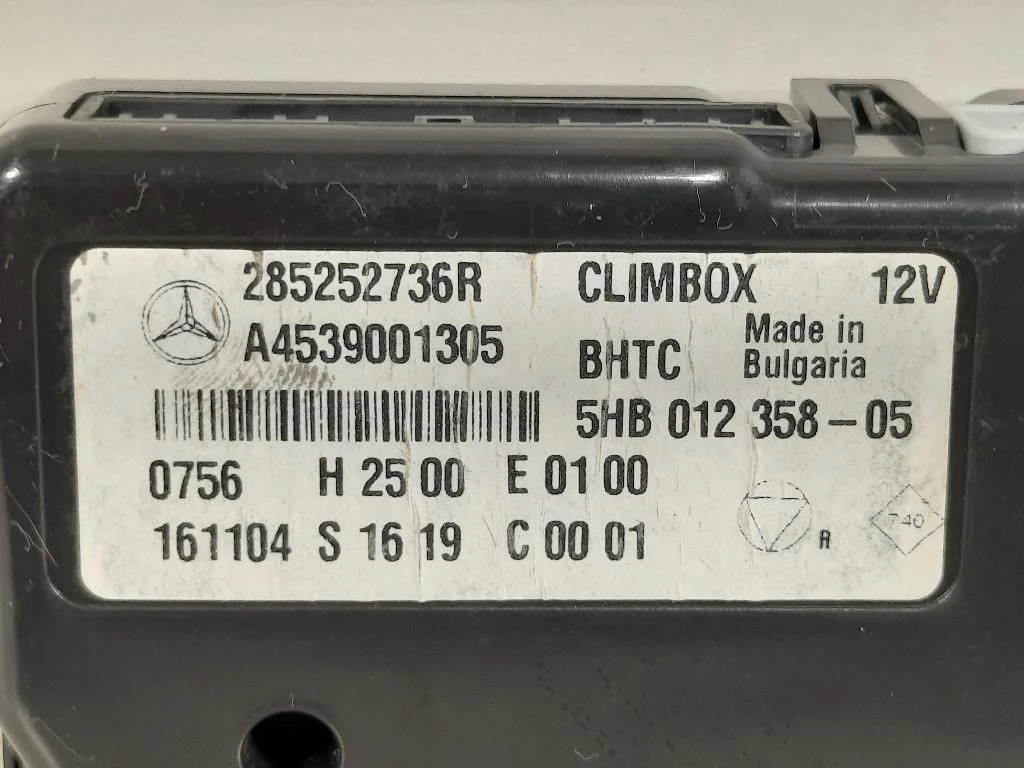 285252736R CLIMBOX 12V
A4539001305 BHTC Made in
Bulgaria
5HB 012 358-05
0756 H 25 00 E 01 00
161104 S 16 19 C 00 01
R
740